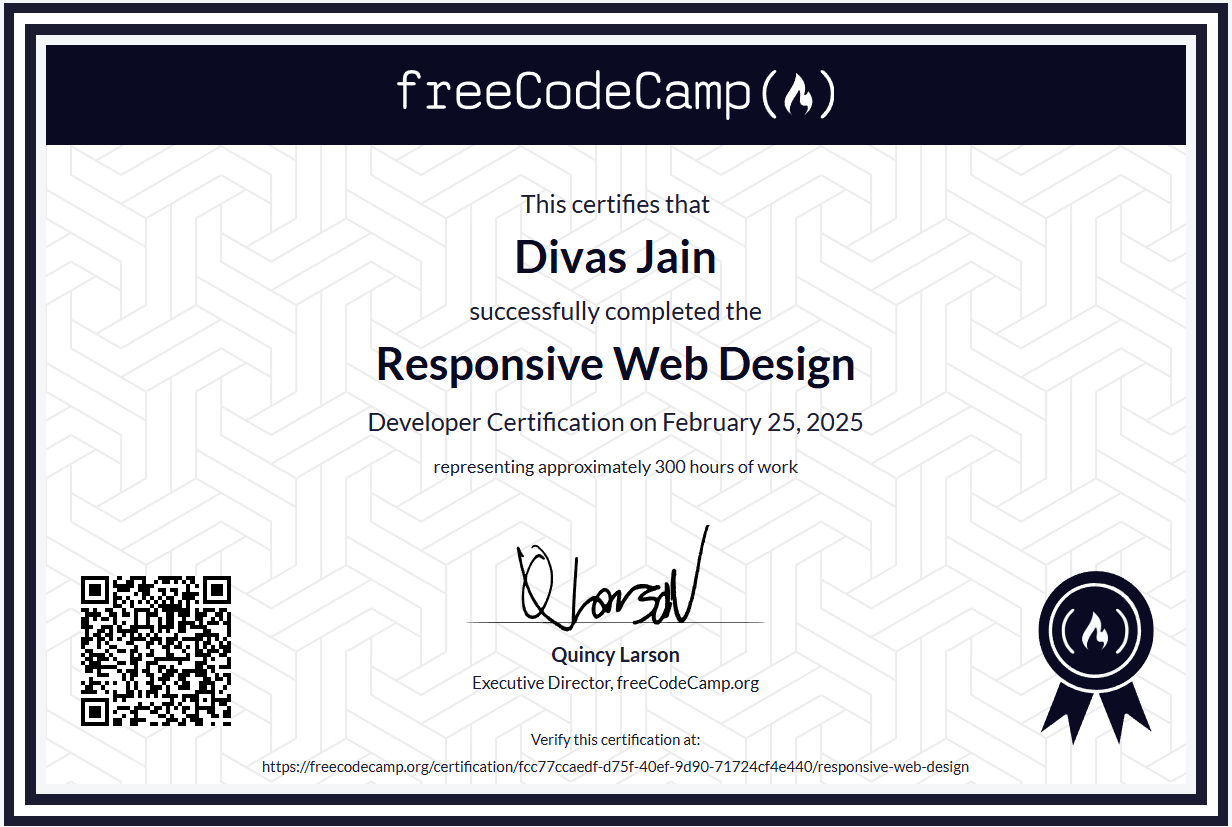 freeCodeCamp
This certifies that
Divas Jain
successfully completed the
Responsive Web Design
Developer Certification on February 25, 2025
representing approximately 300 hours of work
Q Larson
Quincy Larson
Executive Director, freeCodeCamp.org
Verify this certification at:
https://freecodecamp.org/certification/fcc77ccaedf-d75f-40ef-9d90-71724cf4e440/responsive-web-design